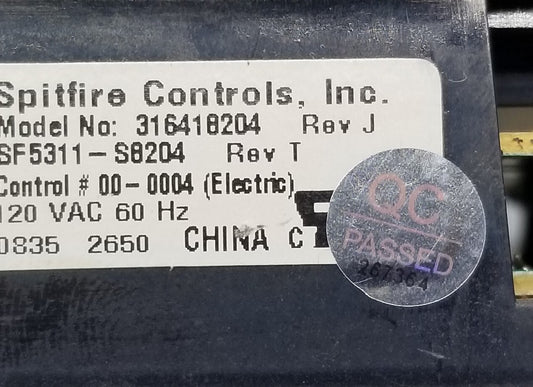 Spitfire Controls, Inc.
Model No: 316418204 Rev J
SF5311-S8204 Rev T
Control # 00-0004 (Electric)
120 VAC 60 Hz
0835 2650 CHINA C
QC
PASSED
267364